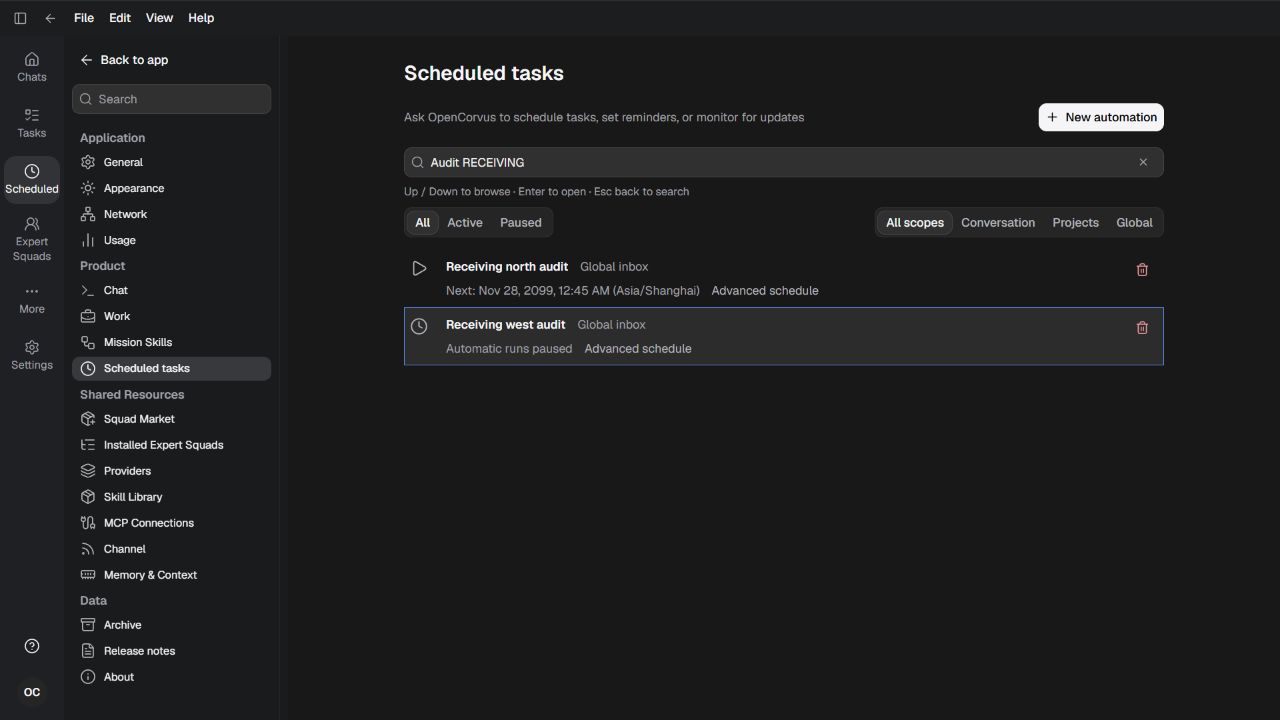 File Edit View Help
Chats
Tasks
Scheduled
Expert
Squads
More
Settings
OC
Back to app
Search
Application
General
Appearance
Network
Usage
Product
Chat
Work
Mission Skills
Scheduled tasks
Shared Resources
Squad Market
Installed Expert Squads
Providers
Skill Library
MCP Connections
Channel
Memory & Context
Data
Archive
Release notes
About
Scheduled tasks
Ask OpenCorvus to schedule tasks, set reminders, or monitor for updates
New automation
Audit RECEIVING
Up / Down to browse · Enter to open · Esc back to search
All Active Paused
All scopes Conversation Projects Global
Receiving north audit Global inbox
Next: Nov 28, 2099, 12:45 AM (Asia/Shanghai) Advanced schedule
Receiving west audit Global inbox
Automatic runs paused Advanced schedule